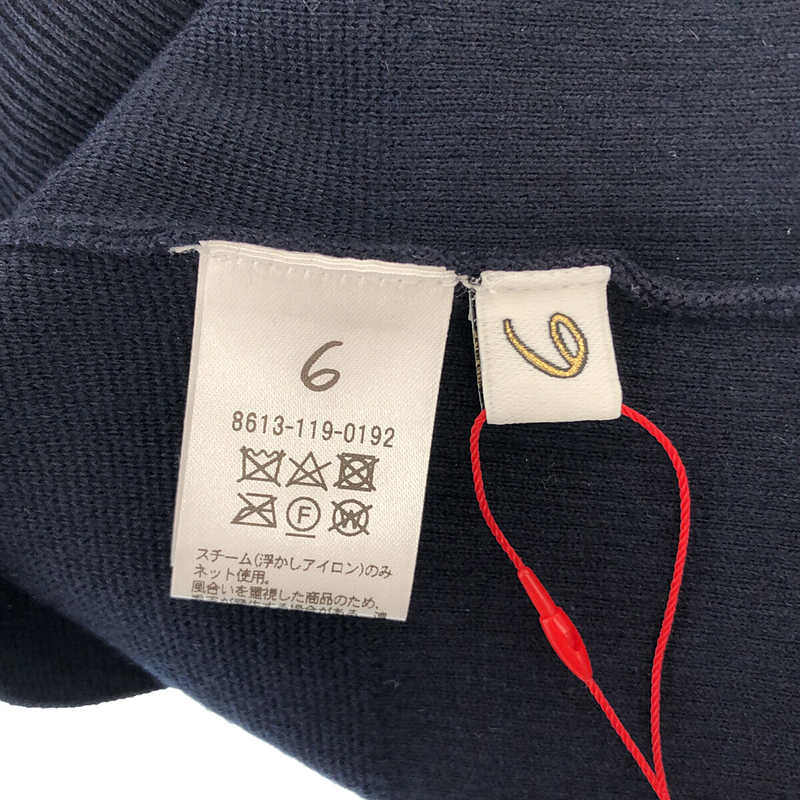 6
8613-119-0192
F
W
スチーム(浮かしアイロン)のみ
ネット使用。
風合いを重視した商品のため、
6